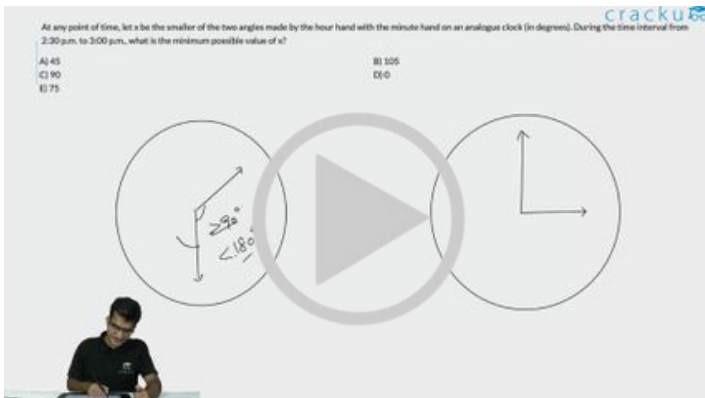 cracku
At any point of time, let x be the smaller of the two angles made by the hour hand with the minute hand on an analogue clock (in degrees). During the time interval from
2:30 p.m. to 3:00 p.m., what is the minimum possible value of x?
A) 45
B) 105
C) 90
D) 0
E) 75
≥90°
<180°